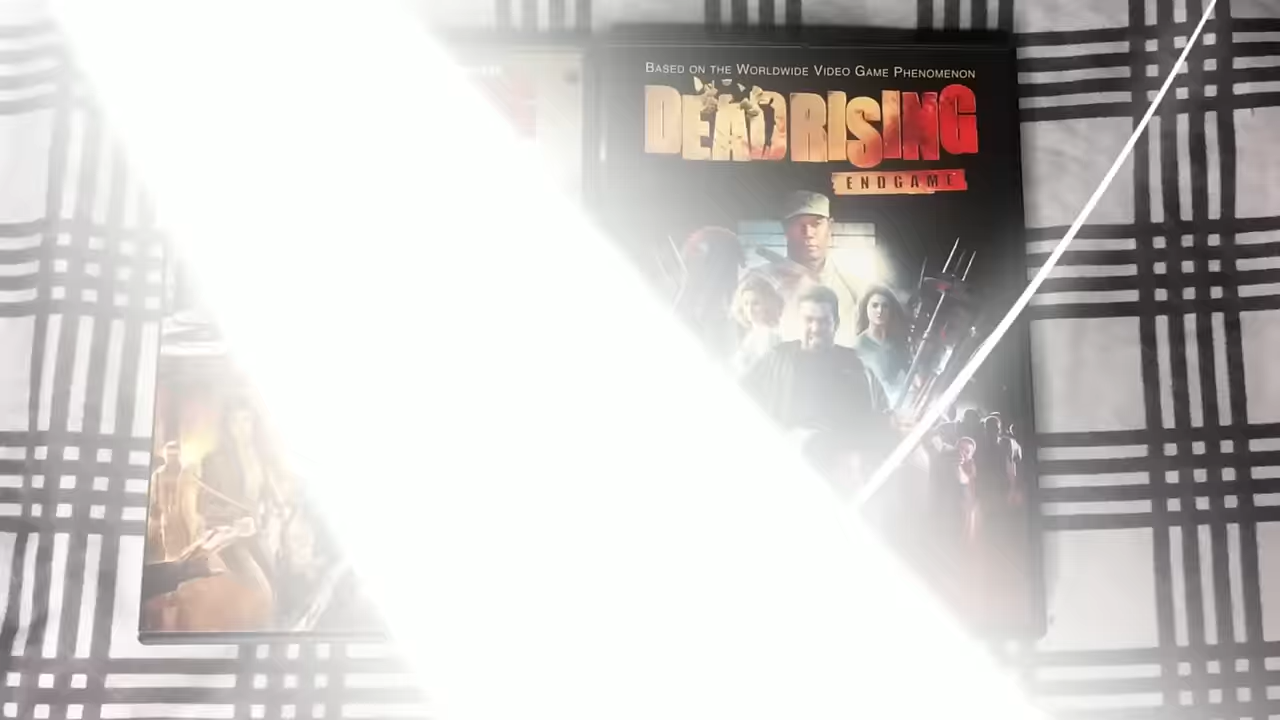 BASED ON THE WORLDWIDE VIDEO GAME PHENOMENON
DEADRISING
ENDGAME